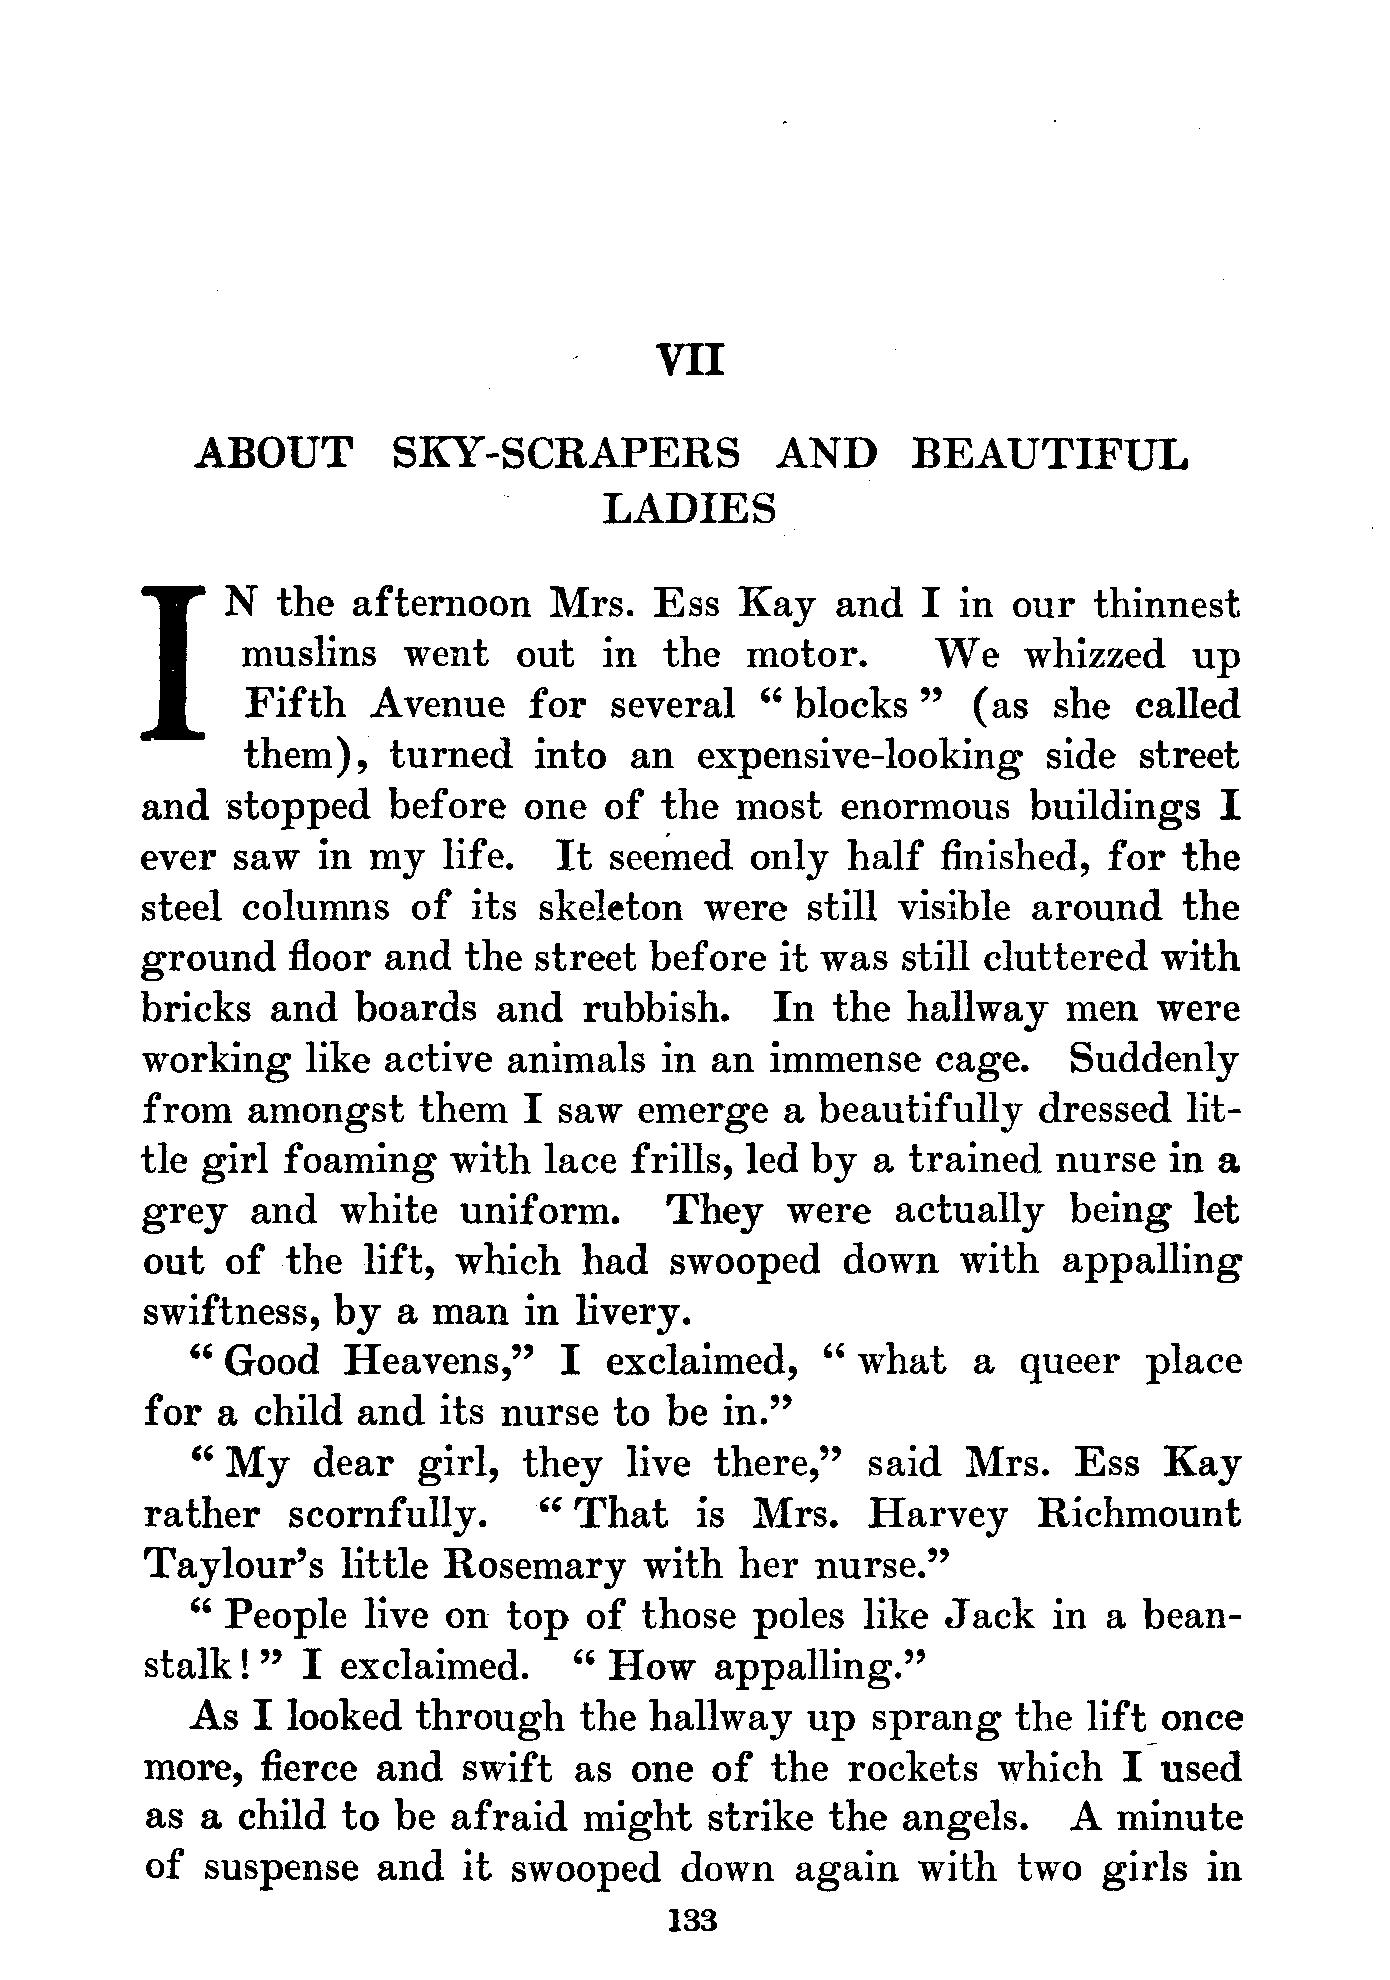 VII
ABOUT SKY-SCRAPERS AND BEAUTIFUL
LADIES
IN the afternoon Mrs. Ess Kay and I in our thinnest
muslins went out in the motor. We whizzed up
Fifth Avenue for several “ blocks ” (as she called
them), turned into an expensive-looking side street
and stopped before one of the most enormous buildings I
ever saw in my life. It seemed only half finished, for the
steel columns of its skeleton were still visible around the
ground floor and the street before it was still cluttered with
bricks and boards and rubbish. In the hallway men were
working like active animals in an immense cage. Suddenly
from amongst them I saw emerge a beautifully dressed lit-
tle girl foaming with lace frills, led by a trained nurse in a
grey and white uniform. They were actually being let
out of the lift, which had swooped down with appalling
swiftness, by a man in livery.
“ Good Heavens,” I exclaimed, “ what a queer place
for a child and its nurse to be in.”
“ My dear girl, they live there,” said Mrs. Ess Kay
rather scornfully. “ That is Mrs. Harvey Richmount
Taylour’s little Rosemary with her nurse.”
“ People live on top of those poles like Jack in a bean-
stalk! ” I exclaimed. “ How appalling.”
As I looked through the hallway up sprang the lift once
more, fierce and swift as one of the rockets which I used
as a child to be afraid might strike the angels. A minute
of suspense and it swooped down again with two girls in
133